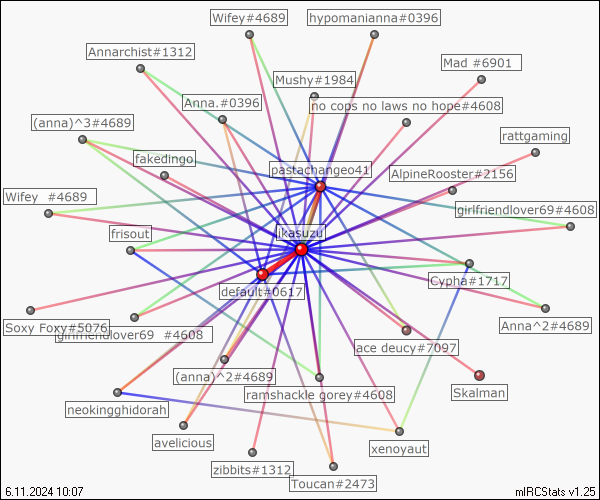 Wifey#4689
hypomanianna#0396
Annarchist#1312
Mad #6901
Mushy#1984
Anna.#0396
no cops no laws no hope#4608
(anna)^3#4689
rattgaming
fakedingo
pastachangeo41
AlpineRooster#2156
Wifey #4689
girlfriendlover69#4608
frisout
ikasuzu
Cypha#1717
default#0617
Soxy Foxy#5076
girlfriendlover69 #4608
Anna^2#4689
lace deucy#7097
(anna)^2#4689
ramshackle gorey#4608
Skalman
neokingghidorah
avelicious
xenoyaut
zibbits#1312
Toucan#2473
6.11.2024 10:07
mIRCStats v1.25